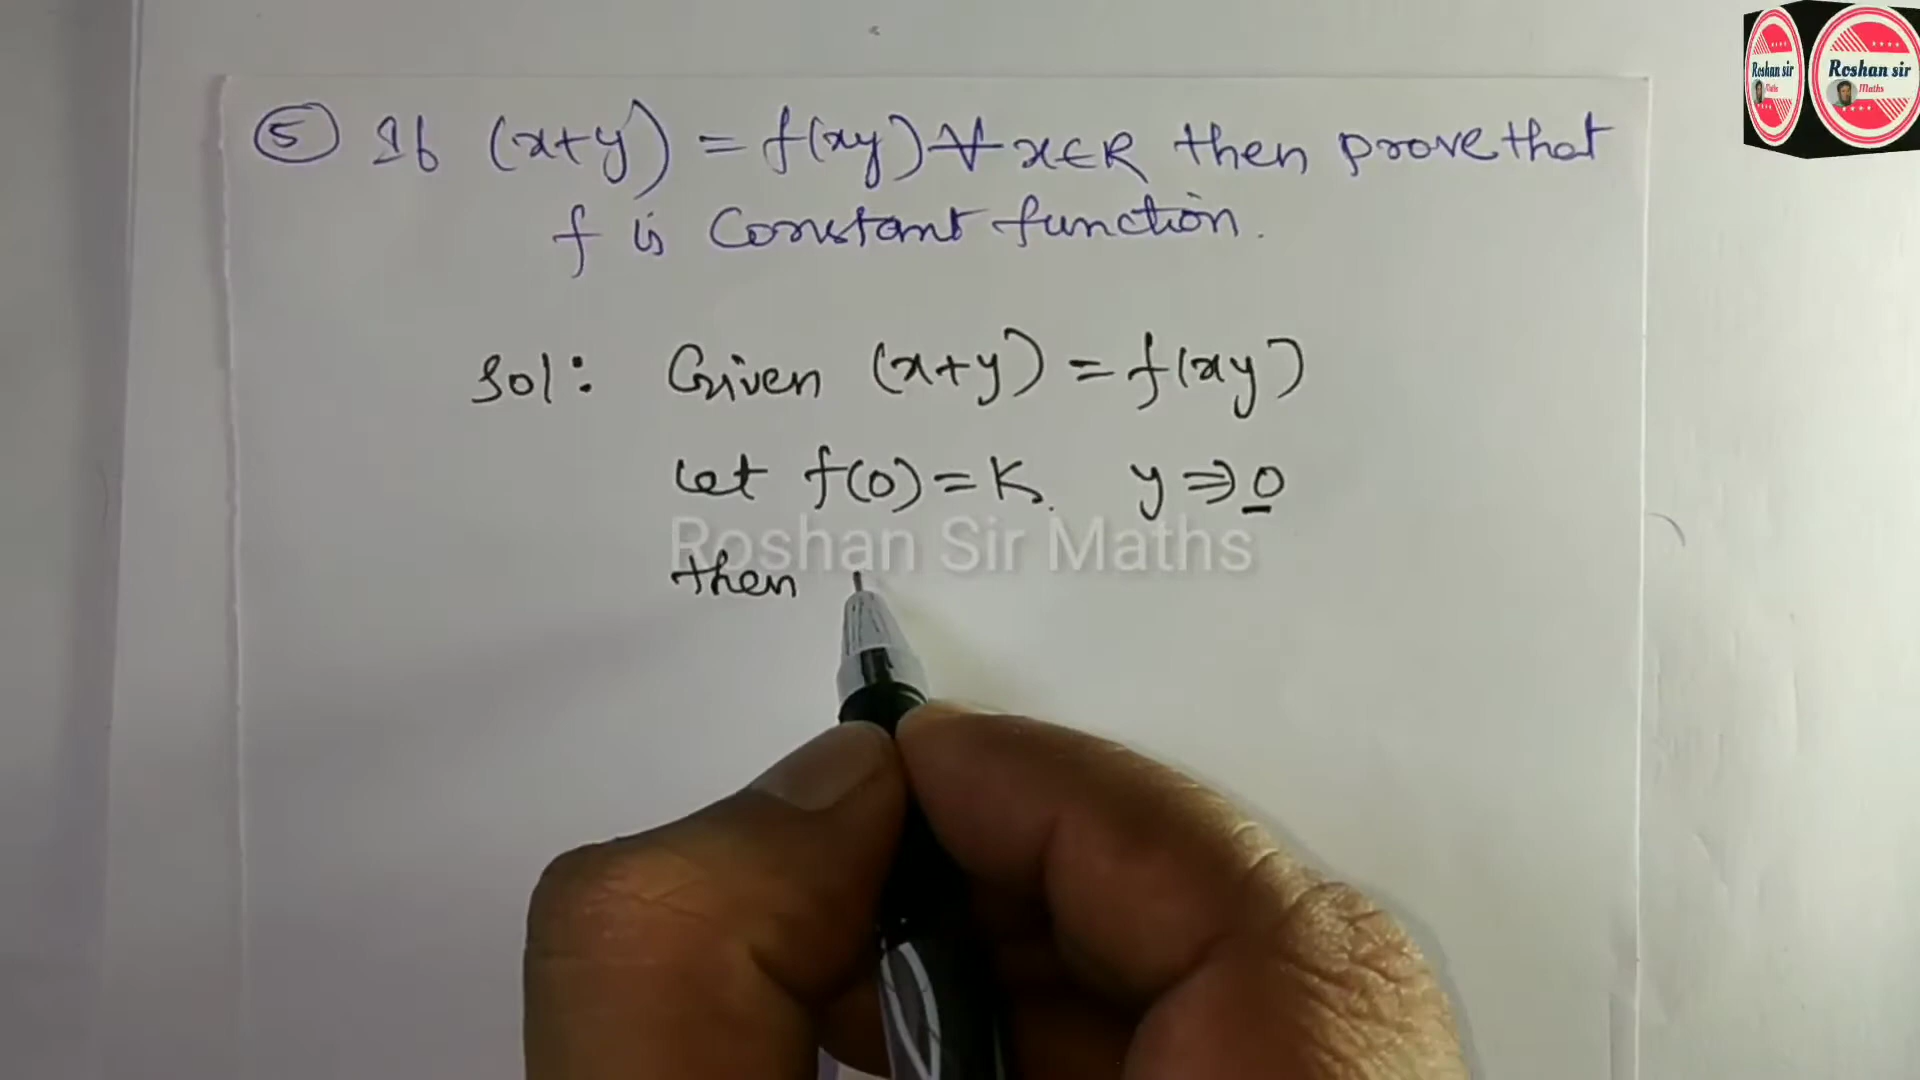 ⑤ If (x+y) = f(xy) ∀ x∈R then prove that
f is constant function.
Sol: Given (x+y) = f(xy)
Let f(0) = K. y ⇒ 0
then
Roshan Sir Maths
Roshan sir
Maths
Roshan sir
Maths